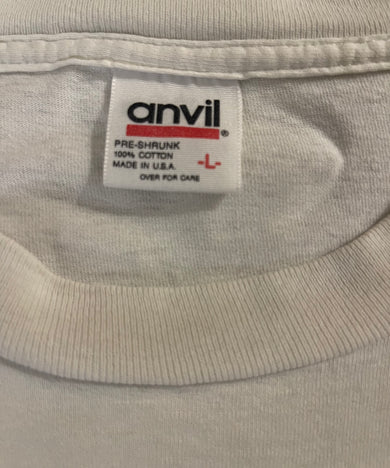 anvil®
PRE-SHRUNK
100% COTTON
MADE IN U.S.A. -L-
OVER FOR CARE